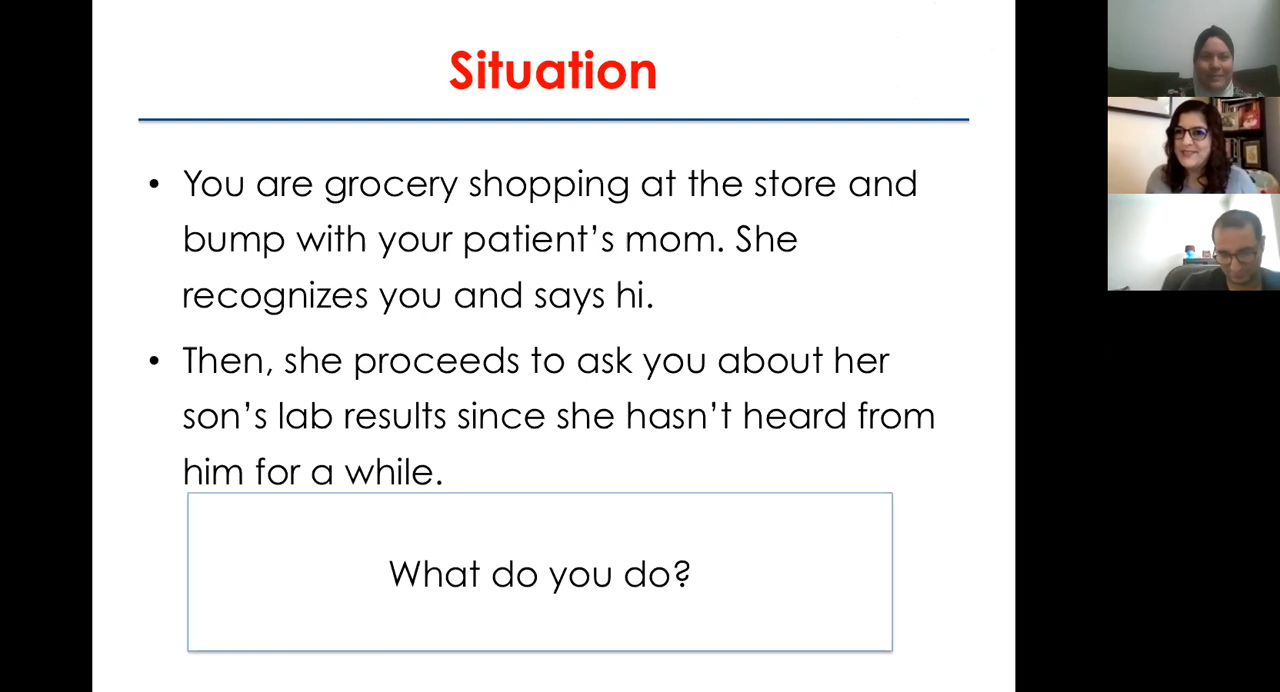 Situation
• You are grocery shopping at the store and
bump with your patient’s mom. She
recognizes you and says hi.
• Then, she proceeds to ask you about her
son’s lab results since she hasn’t heard from
him for a while.
What do you do?